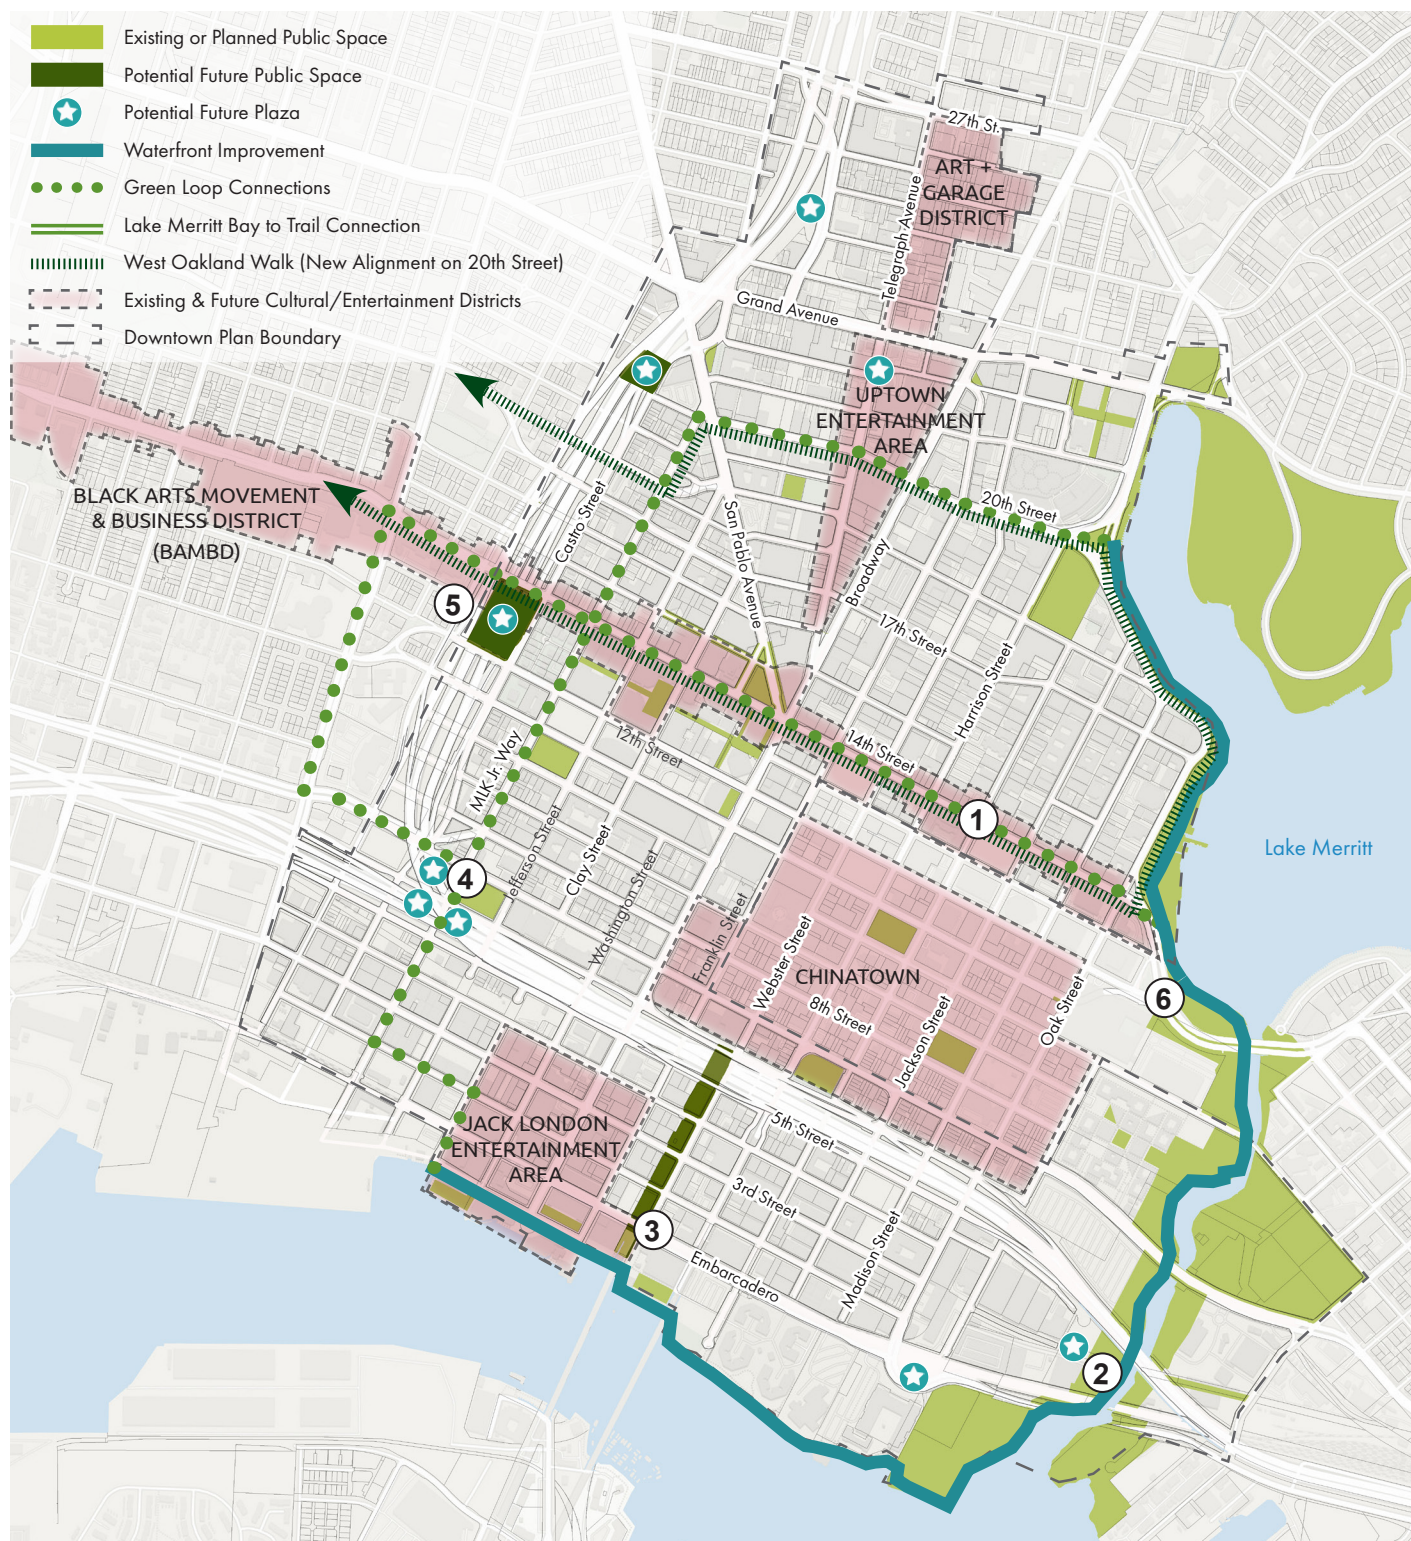 Existing or Planned Public Space
Potential Future Public Space
Potential Future Plaza
Waterfront Improvement
Green Loop Connections
Lake Merritt Bay to Trail Connection
West Oakland Walk (New Alignment on 20th Street)
Existing & Future Cultural/Entertainment Districts
Downtown Plan Boundary
27th St.
ART +
GARAGE
DISTRICT
Telegraph Avenue
Grand Avenue
UPTOWN
ENTERTAINMENT
AREA
BLACK ARTS MOVEMENT
& BUSINESS DISTRICT
(BAMBD)
Castro Street
San Pablo Avenue
20th Street
Broadway
5
17th Street
Harrison Street
12th Street
14th Street
MLK Jr. Way
1
Lake Merritt
Jefferson Street
Clay Street
Washington Street
4
Franklin Street
Webster Street
CHINATOWN
8th Street
Jackson Street
Oak Street
6
JACK LONDON
ENTERTAINMENT
AREA
5th Street
3rd Street
3
Embarcadero
Madison Street
2